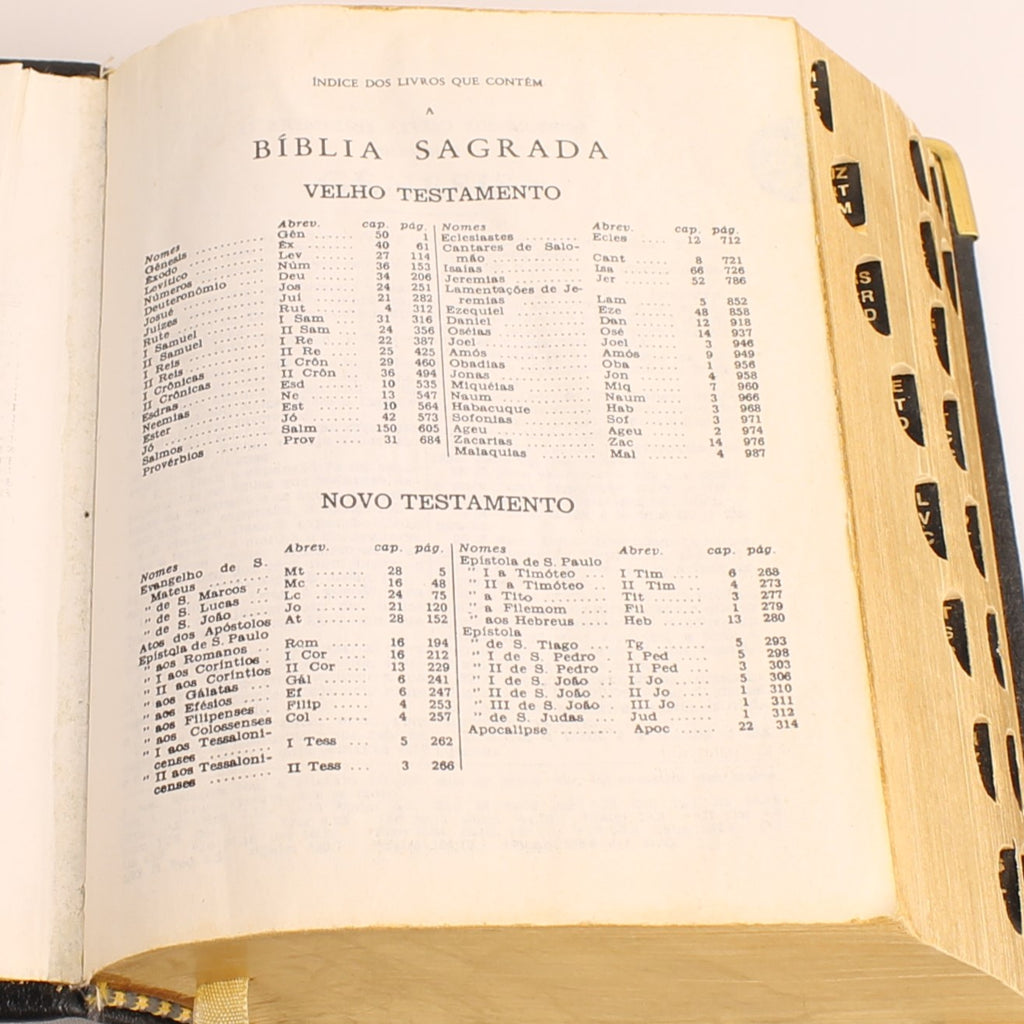 ÍNDICE DOS LIVROS QUE CONTÉM
A
BÍBLIA SAGRADA
VELHO TESTAMENTO
Nomes Abrev. cap. pág.
Génesis Gên 50 1
Êxodo Êx 40 61
Levítico Lev 27 114
Números Núm 36 153
Deuteronômio Deu 34 206
Josué Jos 24 251
Juízes Jui 21 282
Rute Rut 4 312
I Samuel I Sam 31 316
II Samuel II Sam 24 356
I Reis I Re 22 387
II Reis II Re 25 425
I Crônicas I Crôn 29 460
II Crônicas II Crôn 36 494
Esdras Esd 10 535
Neemias Ne 13 547
Ester Est 10 564
Jó Jó 42 573
Salmos Salm 150 605
Provérbios Prov 31 684
Nomes Abrev. cap. pág.
Eclesiastes Ecles 12 712
Cantares de Salo-
mão Cant 8 721
Isaias Isa 66 726
Jeremias Jer 52 786
Lamentações de Je-
remias Lam 5 852
Ezequiel Eze 48 858
Daniel Dan 12 918
Oséias Osé 14 937
Joel Joel 3 946
Amós Amós 9 949
Obadias Oba 1 956
Jonas Jon 4 958
Miquéias Miq 7 960
Naum Naum 3 966
Habacuque Hab 3 968
Sofonias Sof 3 971
Ageu Ageu 2 974
Zacarias Zac 14 976
Malaquias Mal 4 987
NOVO TESTAMENTO
Nomes Abrev. cap. pág.
Evangelho de S.
Mateus Mt 28 5
" de S. Marcos Mc 16 48
" de S. Lucas Lc 24 75
" de S. João Jo 21 120
Atos dos Apóstolos At 28 152
Epístola de S. Paulo
" aos Romanos Rom 16 194
" I aos Coríntios I Cor 16 212
" II aos Coríntios II Cor 13 229
" aos Gálatas Gál 6 241
" aos Efésios Ef 6 247
" aos Filipenses Filip 4 253
" aos Colossenses Col 4 257
" I aos Tessaloni-
censes I Tess 5 262
" II aos Tessaloni-
censes II Tess 3 266
Nomes Abrev. cap. pág.
Epístola de S. Paulo
" I a Timóteo I Tim 6 268
" II a Timóteo II Tim 4 273
" a Tito Tit 3 277
" a Filemom Fil 1 279
" aos Hebreus Heb 13 280
Epístola
" de S. Tiago Tg 5 293
" I de S. Pedro I Ped 5 298
" II de S. Pedro II Ped 3 303
" I de S. João I Jo 5 306
" II de S. João II Jo 1 310
" III de S. João III Jo 1 311
" de S. Judas Jud 1 312
Apocalipse Apoc 22 314